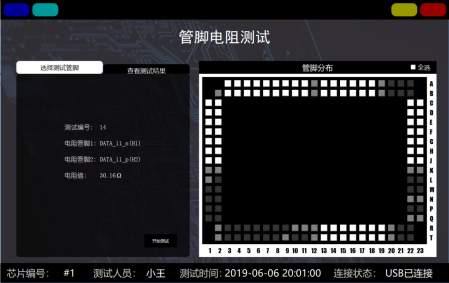 管脚电阻测试
选择测试管脚
查看测试结果
测试编号: 14
电阻管脚1: DATA_11_n(H1)
电阻管脚2: DATA_11_p(H2)
电阻值: 30.16Ω
开始测试
管脚分布
全选
A
B
C
D
E
F
G
H
J
K
L
M
N
P
Q
R
T
1 2 3 4 5 6 7 8 9 10 11 12 13 14 15 16 17 18 19 20 21 22 23
芯片编号: #1 测试人员: 小王 测试时间: 2019-06-06 20:01:00 连接状态: USB已连接